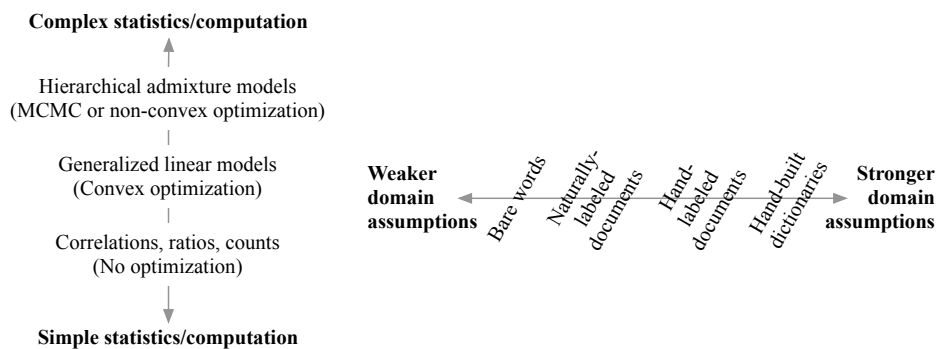 Complex statistics/computation
Hierarchical admixture models
(MCMC or non-convex optimization)
Generalized linear models
(Convex optimization)
Correlations, ratios, counts
(No optimization)
Simple statistics/computation
Weaker
domain
assumptions
Bare words
Naturally-
labeled
documents
Hand-
labeled
documents
Hand-built
dictionaries
Stronger
domain
assumptions